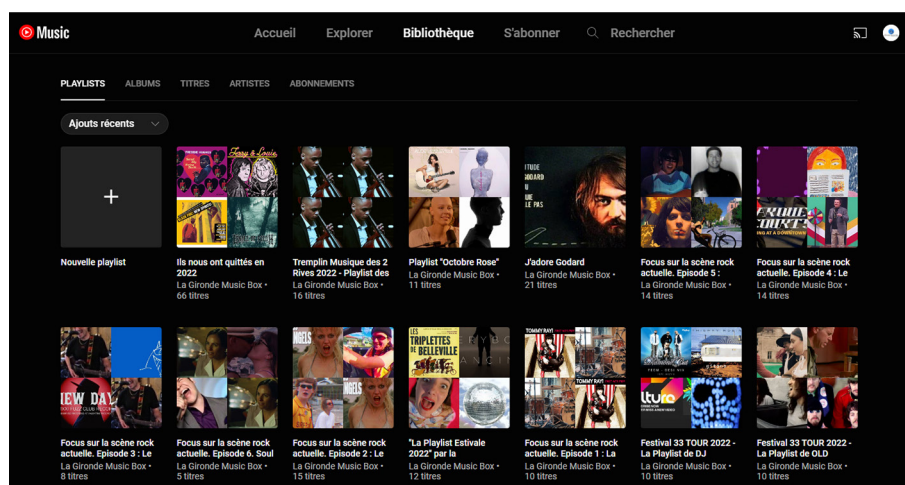 Music
Accueil
Explorer
Bibliothèque
S'abonner
Rechercher
PLAYLISTS
ALBUMS
TITRES
ARTISTES
ABONNEMENTS
Ajouts récents
Nouvelle playlist
Ils nous ont quittés en
2022
La Gironde Music Box •
66 titres
Tremplin Musique des 2
Rives 2022 - Playlist des
La Gironde Music Box •
16 titres
Playlist "Octobre Rose"
La Gironde Music Box •
11 titres
J'adore Godard
La Gironde Music Box •
21 titres
Focus sur la scène rock
actuelle. Episode 5 :
La Gironde Music Box •
14 titres
Focus sur la scène rock
actuelle. Episode 4 : Le
La Gironde Music Box •
14 titres
LES
TRIPLETTES
DE BELLEVILLE
TOMMY RAY!
Focus sur la scène rock
actuelle. Episode 3 : Le
La Gironde Music Box •
8 titres
Focus sur la scène rock
actuelle. Episode 6. Soul
La Gironde Music Box •
5 titres
Focus sur la scène rock
actuelle. Episode 2 : Le
La Gironde Music Box •
15 titres
"La Playlist Estivale
2022" par la
La Gironde Music Box •
12 titres
Focus sur la scène rock
actuelle. Episode 1 : La
La Gironde Music Box •
10 titres
Festival 33 TOUR 2022 -
La Playlist de DJ
La Gironde Music Box •
10 titres
Festival 33 TOUR 2022 -
La Playlist de OLD
La Gironde Music Box •
10 titres